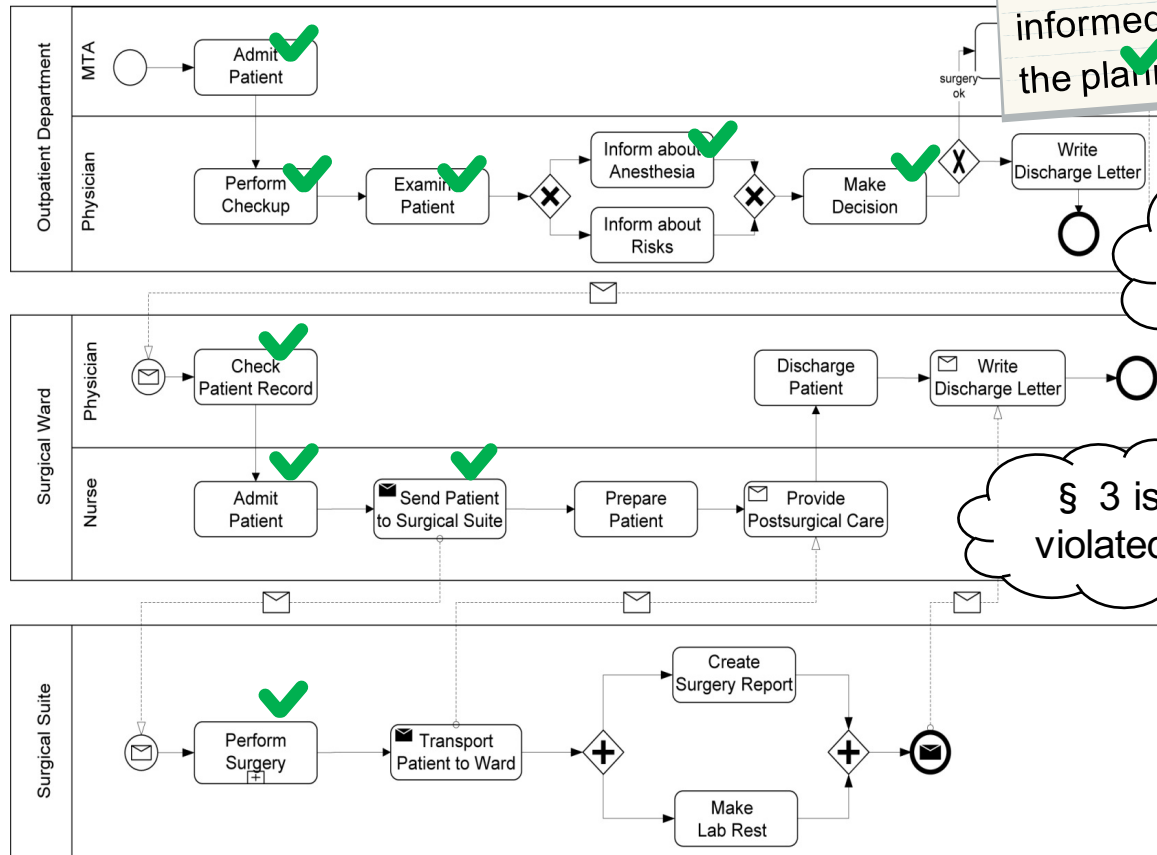 Outpatient Department
MTA
Admit
Patient
surgery
ok
informed
the
Physician
Perform
Checkup
Examine
Patient
Inform about
Anesthesia
Inform about
Risks
Make
Decision
X
Write
Discharge Letter
Surgical Ward
Physician
Check
Patient Record
Discharge
Patient
Write
Discharge Letter
Nurse
Admit
Patient
Send Patient
to Surgical Suite
Prepare
Patient
Provide
Postsurgical Care
§ 3 is
violated
Surgical Suite
Perform
Surgery
Transport
Patient to Ward
Create
Surgery Report
Make
Lab Rest